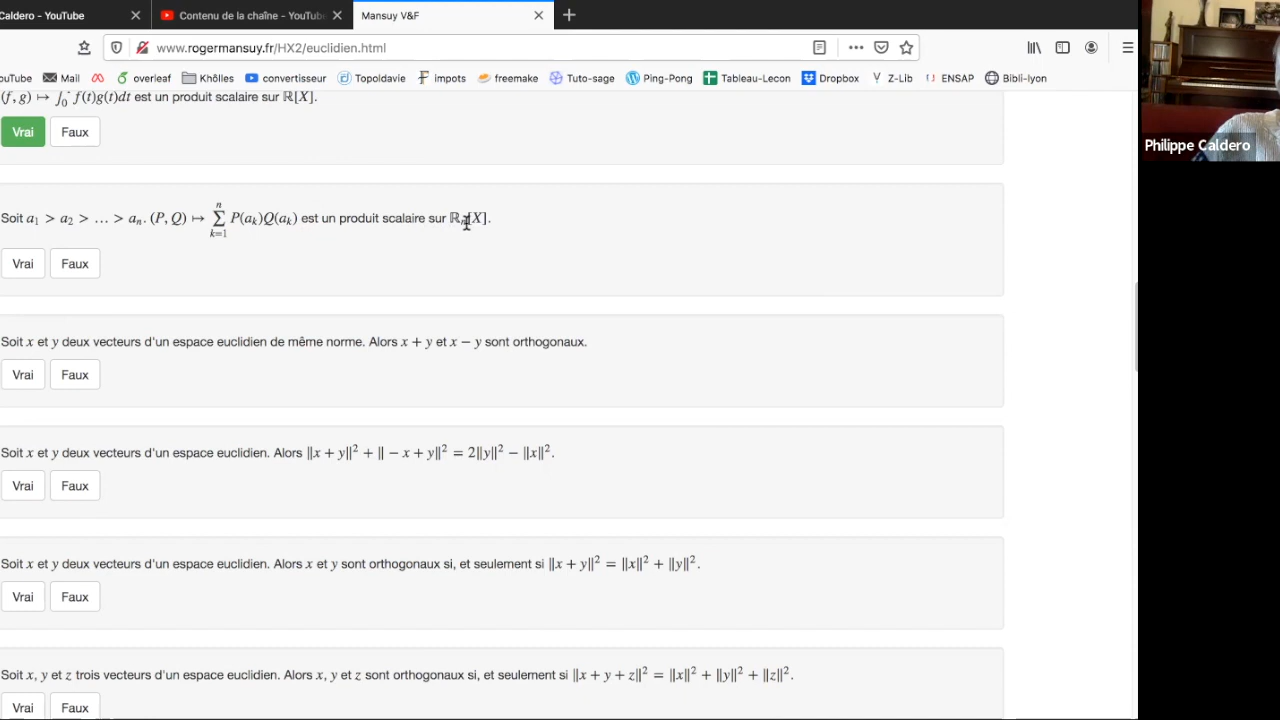 Caldero - YouTube
Contenu de la chaîne - YouTube
Mansuy V&F
www.rogermansuy.fr/HX2/euclidien.html
ouTube Mail overleaf Khôlles convertisseur Topoldavie impots freemake Tuto-sage Ping-Pong Tableau-Lecon Dropbox Z-Lib ENSAP Bibli-lyon
(f, g) ↦ ∫₀ f(t)g(t)dt est un produit scalaire sur ℝ[X].
Vrai Faux
Soit a₁ > a₂ > … > aₙ. (P, Q) ↦ ∑ₖ₌₁ⁿ P(aₖ)Q(aₖ) est un produit scalaire sur ℝₙ[X].
Vrai Faux
Soit x et y deux vecteurs d'un espace euclidien de même norme. Alors x + y et x − y sont orthogonaux.
Vrai Faux
Soit x et y deux vecteurs d'un espace euclidien. Alors ‖x + y‖² + ‖ − x + y‖² = 2‖y‖² − ‖x‖².
Vrai Faux
Soit x et y deux vecteurs d'un espace euclidien. Alors x et y sont orthogonaux si, et seulement si ‖x + y‖² = ‖x‖² + ‖y‖².
Vrai Faux
Soit x, y et z trois vecteurs d'un espace euclidien. Alors x, y et z sont orthogonaux si, et seulement si ‖x + y + z‖² = ‖x‖² + ‖y‖² + ‖z‖².
Vrai Faux
Philippe Caldero